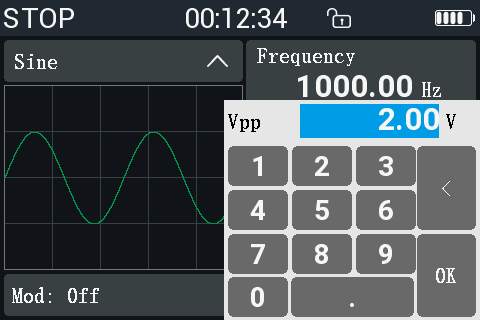 STOP 00:12:34
Sine
Frequency
1000.00 Hz
Vpp 2.00 V
1 2 3 <
4 5 6
7 8 9 OK
0 .
Mod: Off